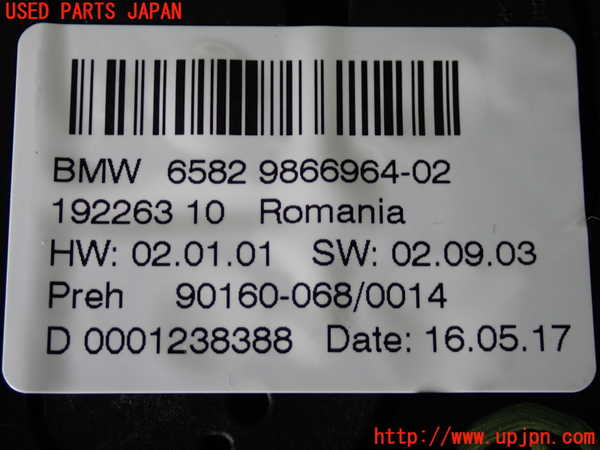 USED PARTS JAPAN
BMW 6582 9866964-02
192263 10 Romania
HW: 02.01.01 SW: 02.09.03
Preh 90160-068/0014
D 0001238388 Date: 16.05.17
http://www.upjpn.com